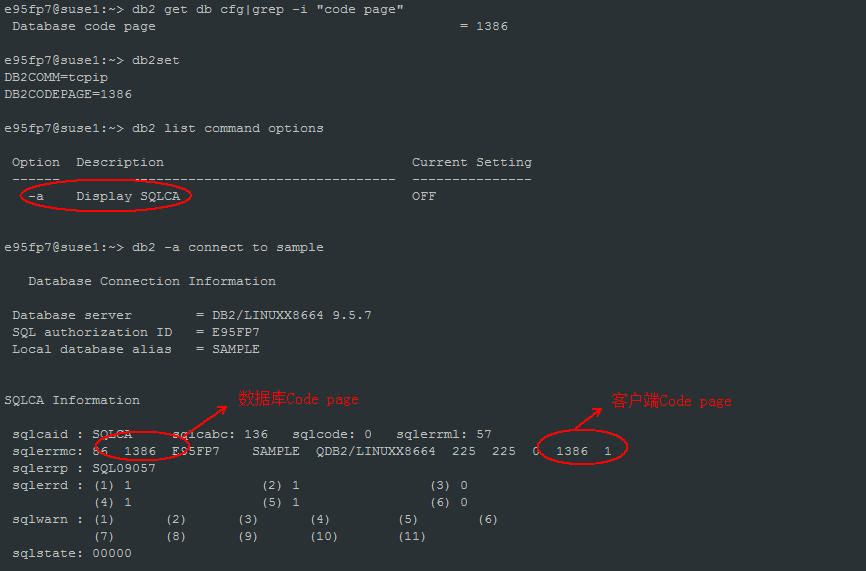 e95fp7@suse1:~> db2 get db cfg|grep -i "code page"
 Database code page                                      = 1386

e95fp7@suse1:~> db2set
DB2COMM=tcpip
DB2CODEPAGE=1386

e95fp7@suse1:~> db2 list command options

 Option  Description                               Current Setting
 ------  ----------------------------------------  ---------------
   -a    Display SQLCA                             OFF

e95fp7@suse1:~> db2 -a connect to sample

   Database Connection Information

 Database server        = DB2/LINUXX8664 9.5.7
 SQL authorization ID   = E95FP7
 Local database alias   = SAMPLE

数据库Code page
客户端Code page
SQLCA Information

 sqlcaid : SQLCA     sqlcabc: 136   sqlcode: 0   sqlerrml: 57
 sqlerrmc: 86  1386  E95FP7    SAMPLE  QDB2/LINUXX8664  225  225  0  1386  1
 sqlerrp : SQL09057
 sqlerrd : (1) 1                (2) 1                (3) 0
           (4) 1                (5) 1                (6) 0
 sqlwarn : (1)      (2)      (3)      (4)        (5)       (6)
           (7)      (8)      (9)      (10)       (11)
 sqlstate: 00000